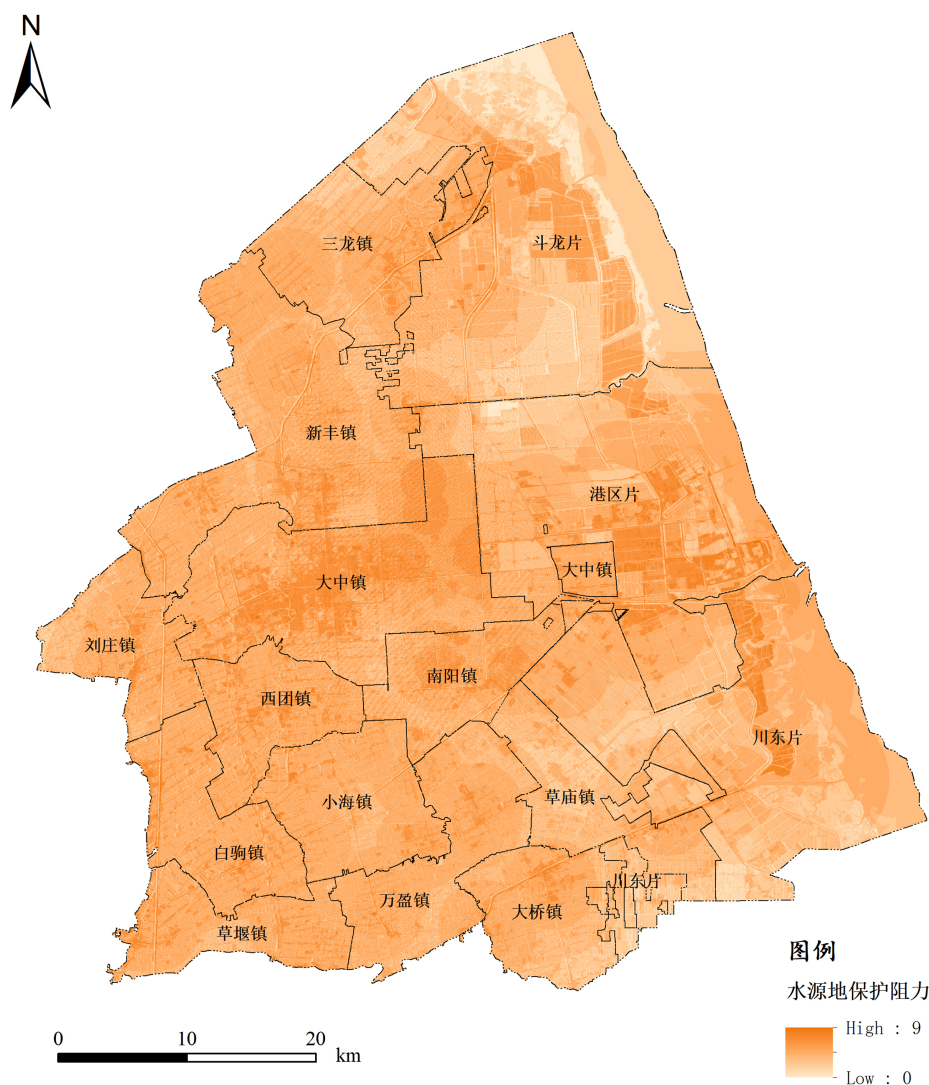 N
三龙镇
斗龙片
新丰镇
港区片
大中镇
大中镇
刘庄镇
南阳镇
西团镇
川东片
草庙镇
小海镇
白驹镇
川东片
万盈镇
大桥镇
草堰镇
图例
水源地保护阻力
High : 9
Low : 0
0 10 20
km